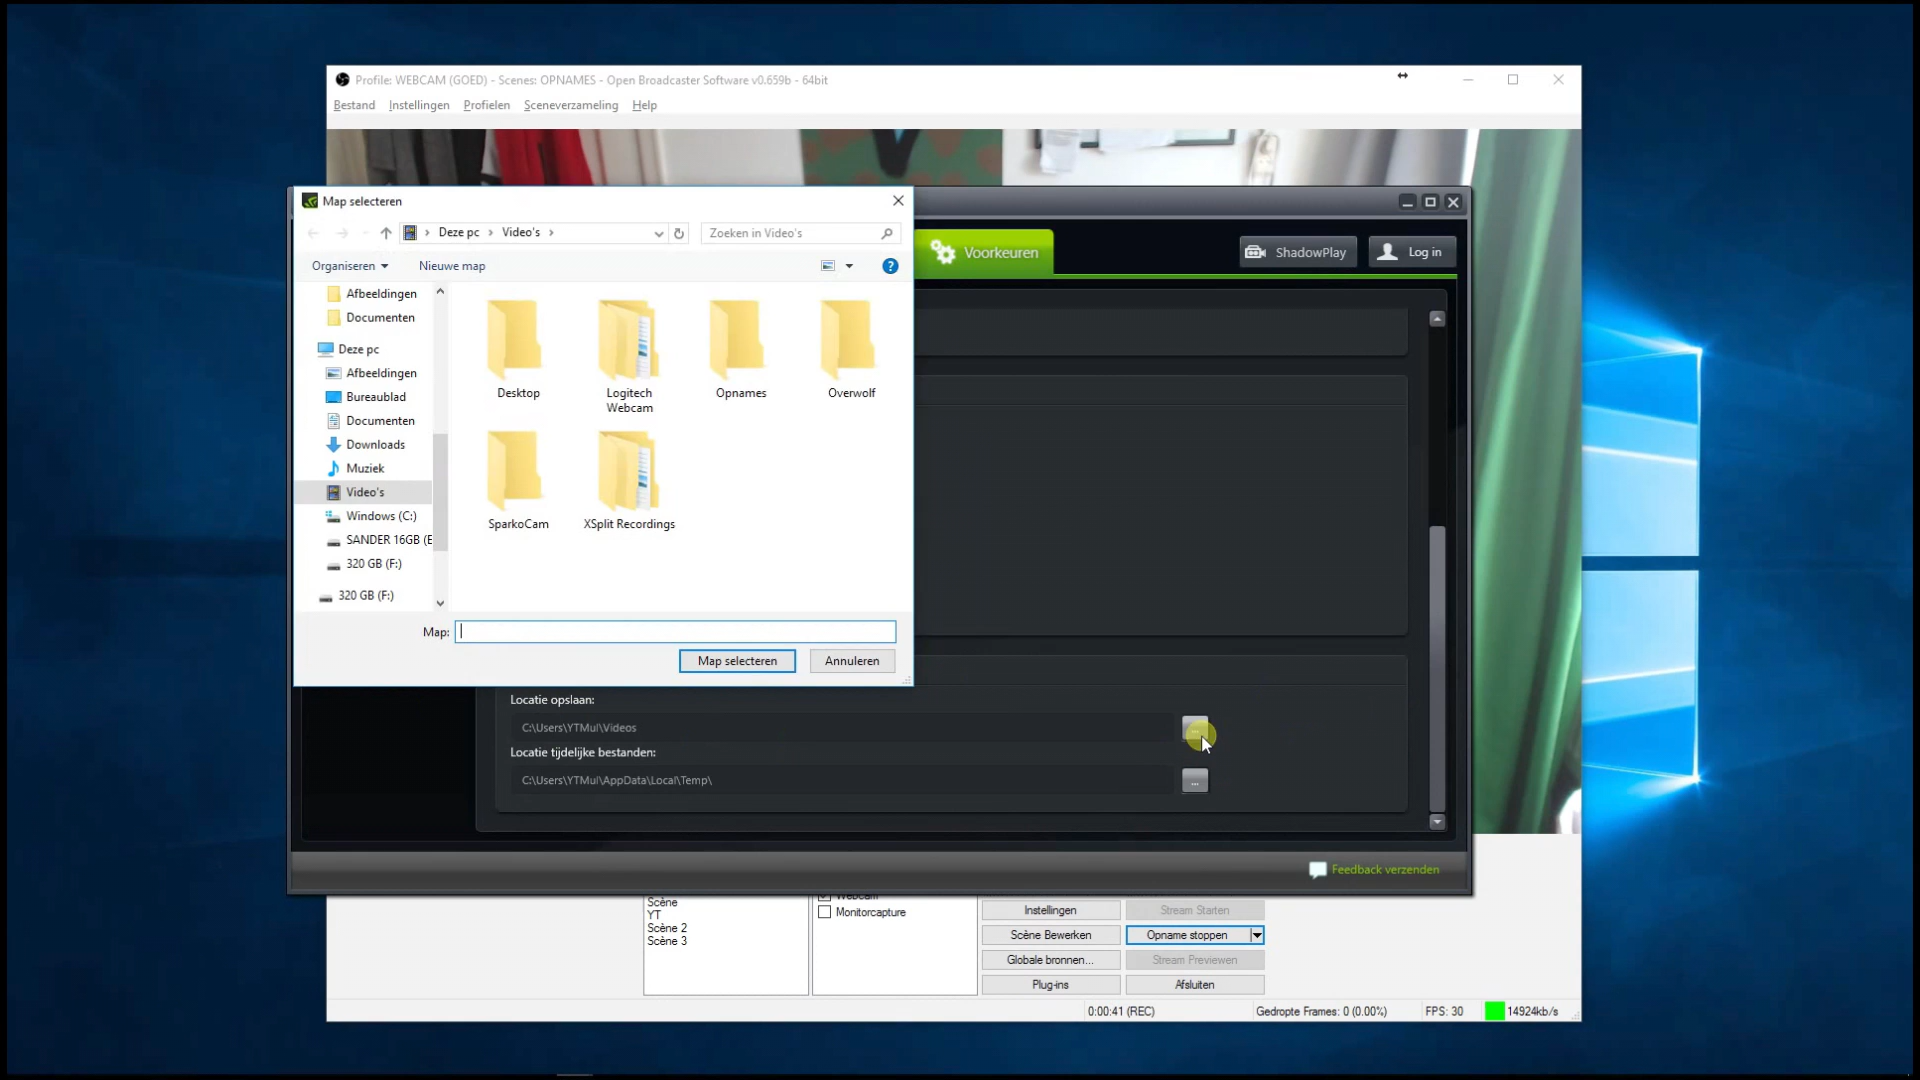 Profile: WEBCAM (GOED) - Scenes: OPNAMES - Open Broadcaster Software v0.659b - 64bit
Bestand Instellingen Profielen Sceneverzameling Help
Map selecteren
Deze pc Video's
Zoeken in Video's
Organiseren Nieuwe map
Voorkeuren
ShadowPlay
Log in
Afbeeldingen
Documenten
Deze pc
Afbeeldingen
Bureaublad
Documenten
Downloads
Muziek
Video's
Windows (C:)
SANDER 16GB (E
320 GB (F:)
320 GB (F:)
Desktop
Logitech
Webcam
Opnames
Overwolf
SparkoCam
XSplit Recordings
Map:
Map selecteren
Annuleren
Locatie opslaan:
C:\Users\YTMul\Videos
...
Locatie tijdelijke bestanden:
C:\Users\YTMul\AppData\Local\Temp\
...
Feedback verzenden
Scène
YT
Scène 2
Scène 3
Webcam
Monitorcapture
Instellingen
Stream Starten
Scène Bewerken
Opname stoppen
Globale bronnen...
Stream Previewen
Plug-ins
Afsluiten
0:00:41 (REC)
Gedropte Frames: 0 (0.00%)
FPS: 30
14924kb/s